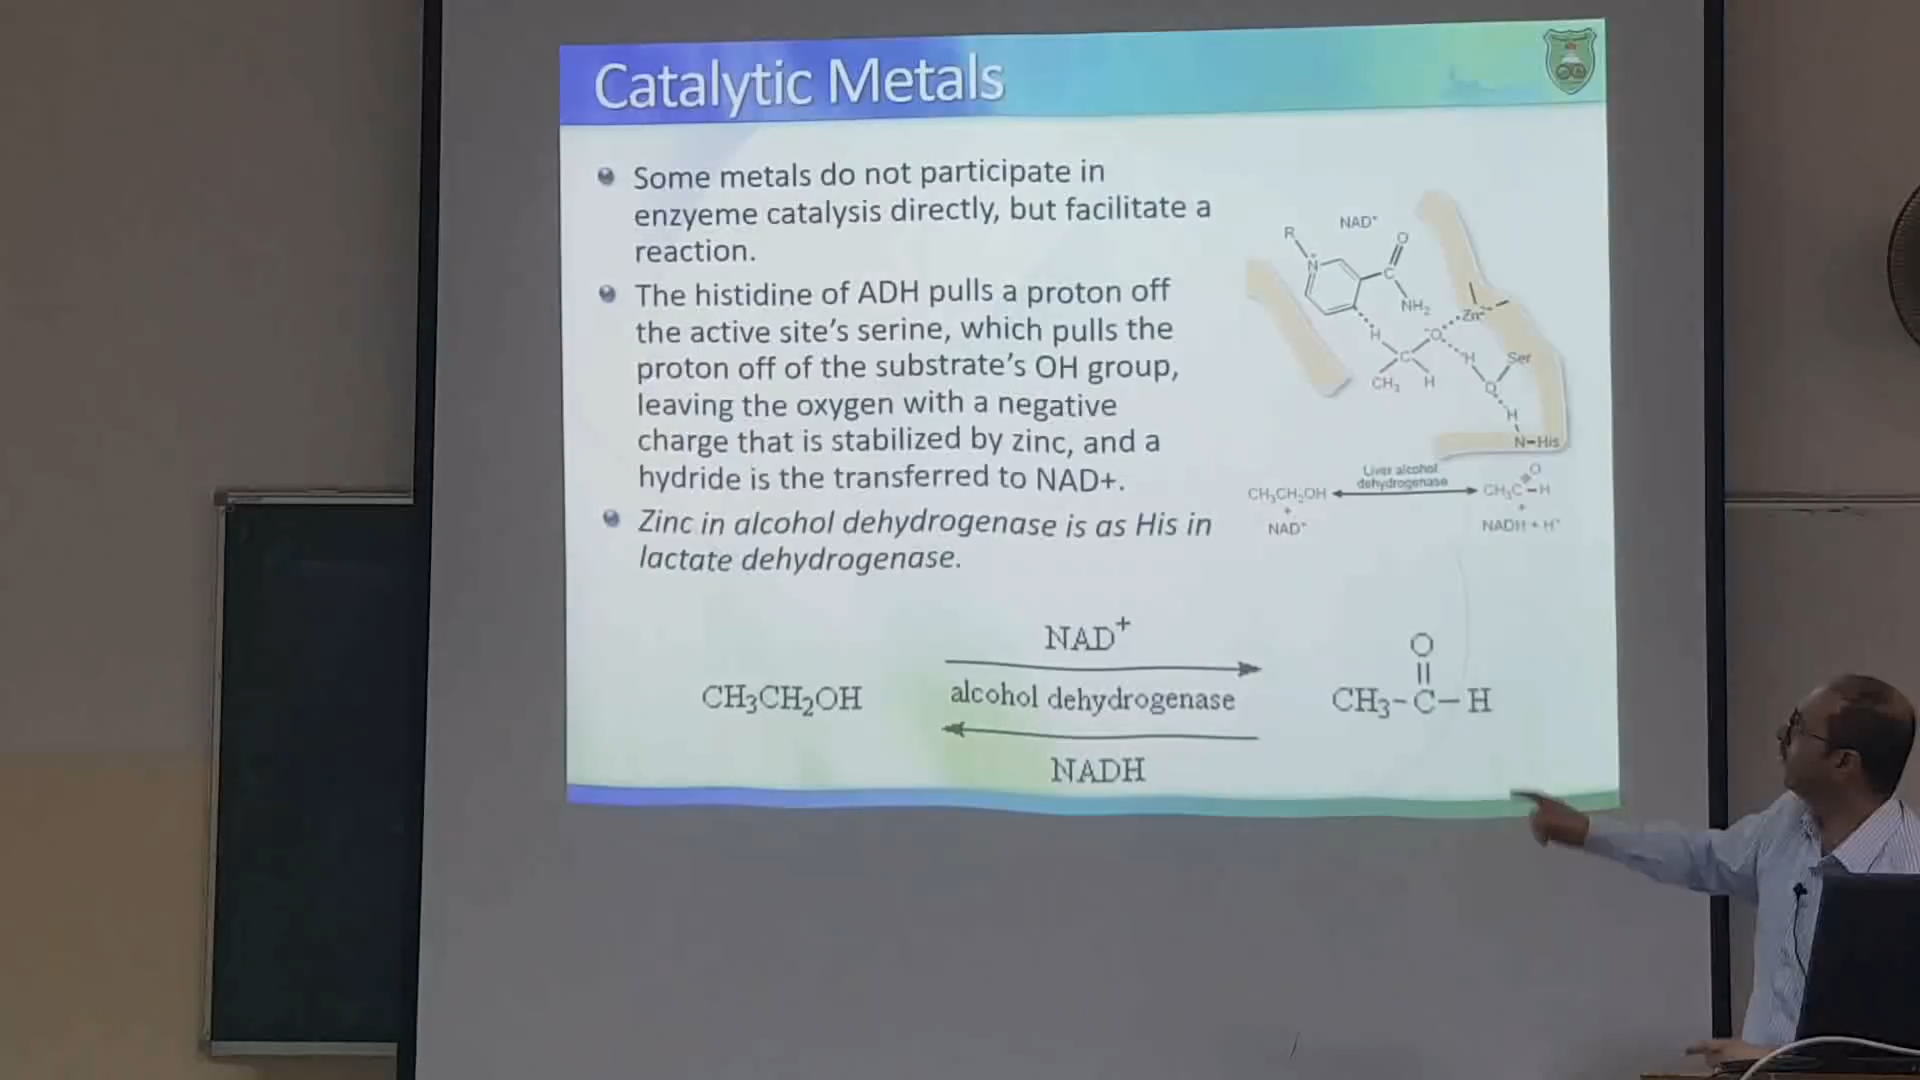 Catalytic Metals
Some metals do not participate in
enzyeme catalysis directly, but facilitate a
reaction.
The histidine of ADH pulls a proton off
the active site's serine, which pulls the
proton off of the substrate's OH group,
leaving the oxygen with a negative
charge that is stabilized by zinc, and a
hydride is the transferred to NAD+.
Zinc in alcohol dehydrogenase is as His in
lactate dehydrogenase.
NAD⁺
R
O
N
C
NH₂
Zn
H
O
C
H
Ser
CH₃
H
O
H
N-His
Liver alcohol
dehydrogenase
O
CH₃CH₂OH
CH₃C-H
+
+
NAD⁺
NADH + H⁺
NAD⁺
O
CH₃CH₂OH
alcohol dehydrogenase
CH₃-C-H
NADH